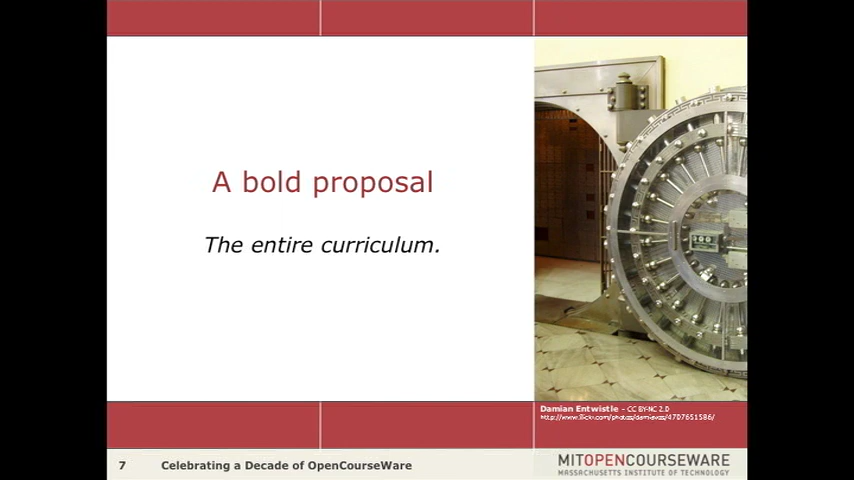 A bold proposal
The entire curriculum.
Damian Entwistle - CC BY-NC 2.0
http://www.flickr.com/photos/damiavos/4707651586/
7 Celebrating a Decade of OpenCourseWare
MITOPENCOURSEWARE
MASSACHUSETTS INSTITUTE OF TECHNOLOGY